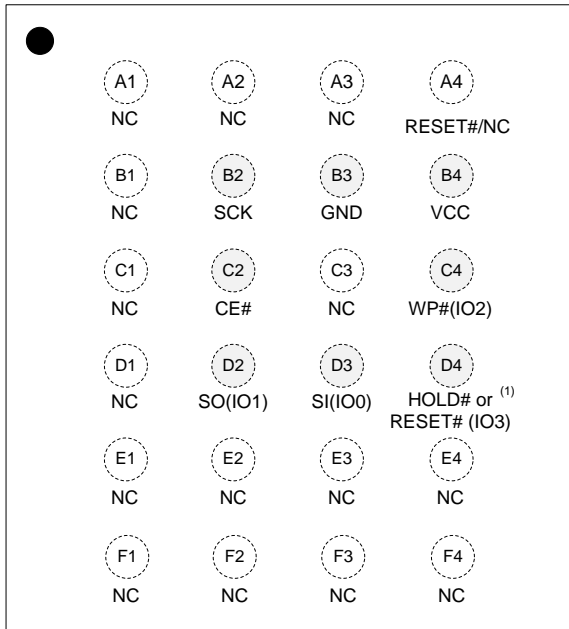 A1 A2 A3 A4
NC NC NC RESET#/NC
B1 B2 B3 B4
NC SCK GND VCC
C1 C2 C3 C4
NC CE# NC WP#(IO2)
D1 D2 D3 D4
NC SO(IO1) SI(IO0) HOLD# or (1)
RESET# (IO3)
E1 E2 E3 E4
NC NC NC NC
F1 F2 F3 F4
NC NC NC NC